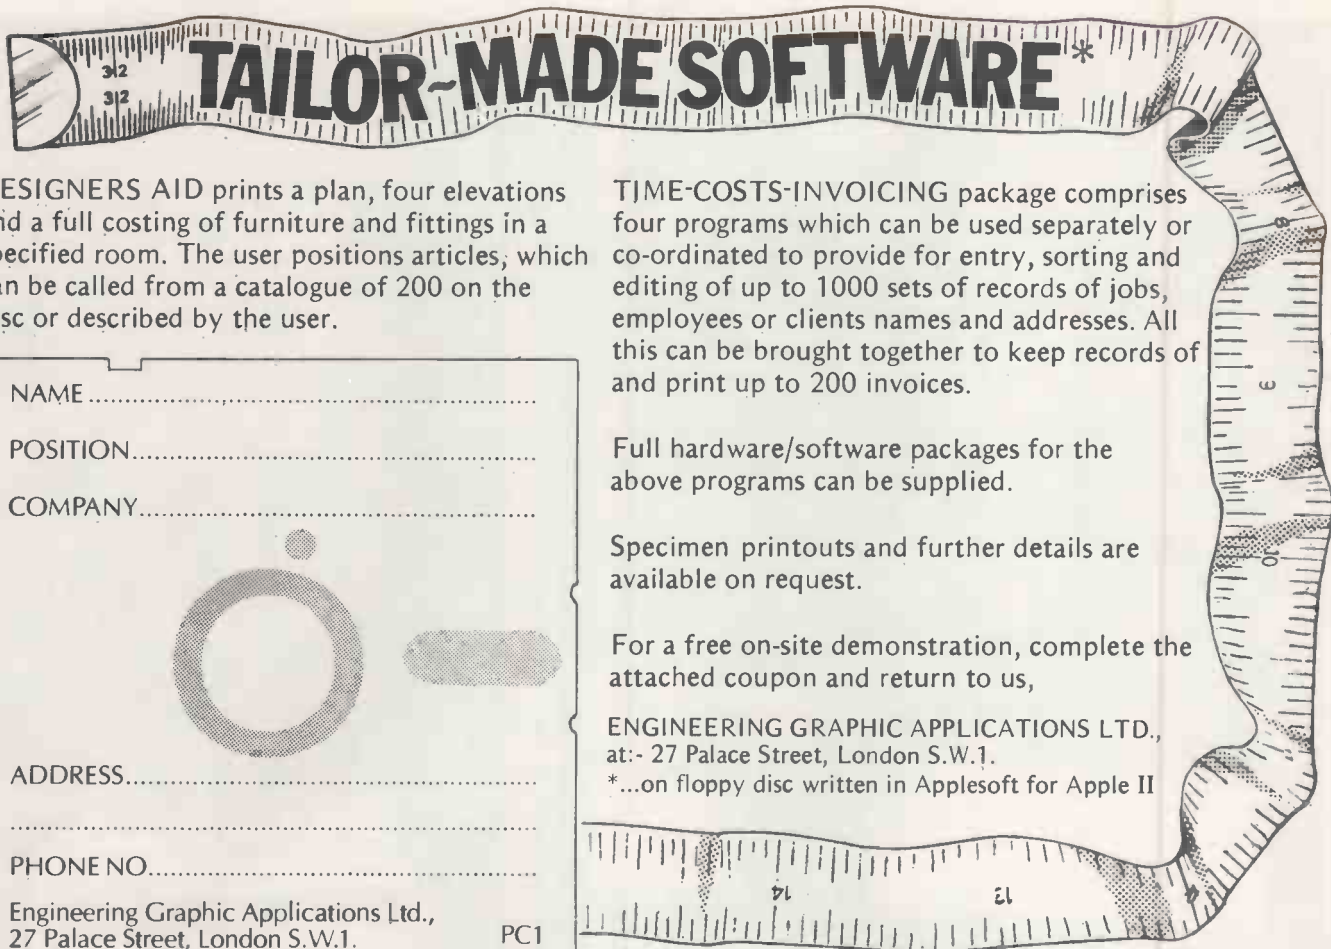 TAILOR-MADE SOFTWARE*
ESIGNERS AID prints a plan, four elevations
d a full costing of furniture and fittings in a
ecified room. The user positions articles, which
n be called from a catalogue of 200 on the
sc or described by the user.
NAME
POSITION
COMPANY
ADDRESS
PHONE NO.
Engineering Graphic Applications Ltd.,
27 Palace Street, London S.W.1.
PC1
TIME-COSTS-INVOICING package comprises
four programs which can be used separately or
co-ordinated to provide for entry, sorting and
editing of up to 1000 sets of records of jobs,
employees or clients names and addresses. All
this can be brought together to keep records of
and print up to 200 invoices.
Full hardware/software packages for the
above programs can be supplied.
Specimen printouts and further details are
available on request.
For a free on-site demonstration, complete the
attached coupon and return to us,
ENGINEERING GRAPHIC APPLICATIONS LTD.,
at:- 27 Palace Street, London S.W.1.
*...on floppy disc written in Applesoft for Apple II
14
13